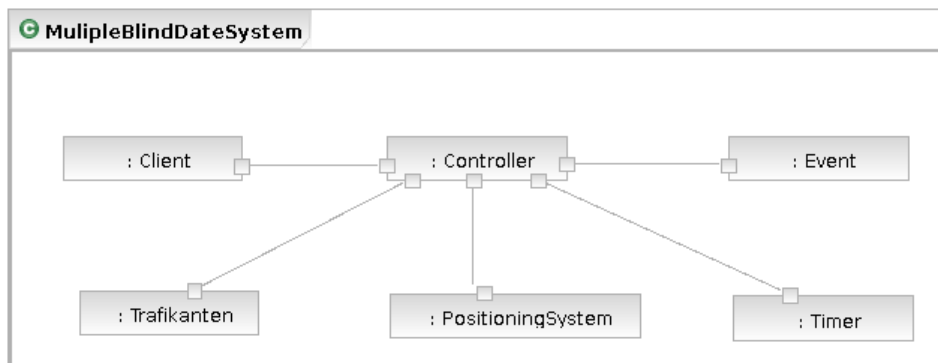 C MulipleBlindDateSystem
: Client
: Controller
: Event
: Trafikanten
: PositioningSystem
: Timer